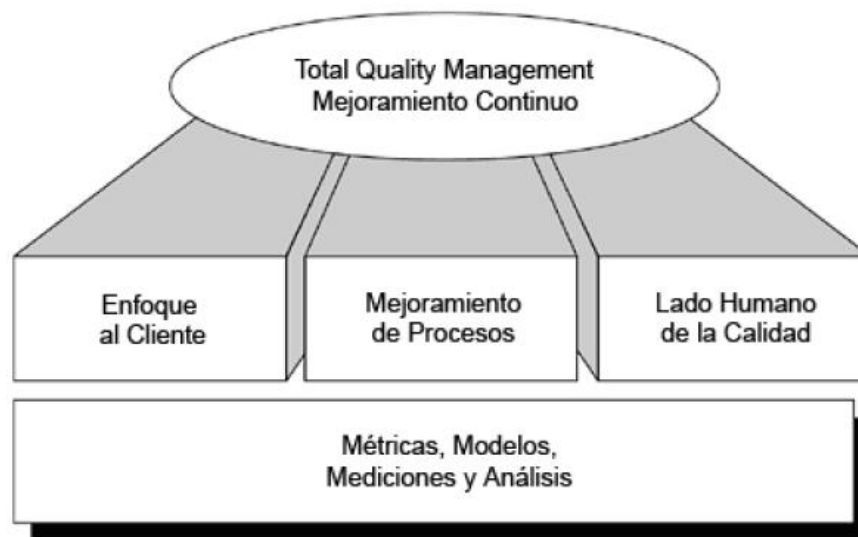 Total Quality Management
Mejoramiento Continuo
Enfoque
al Cliente
Mejoramiento
de Procesos
Lado Humano
de la Calidad
Métricas, Modelos,
Mediciones y Análisis